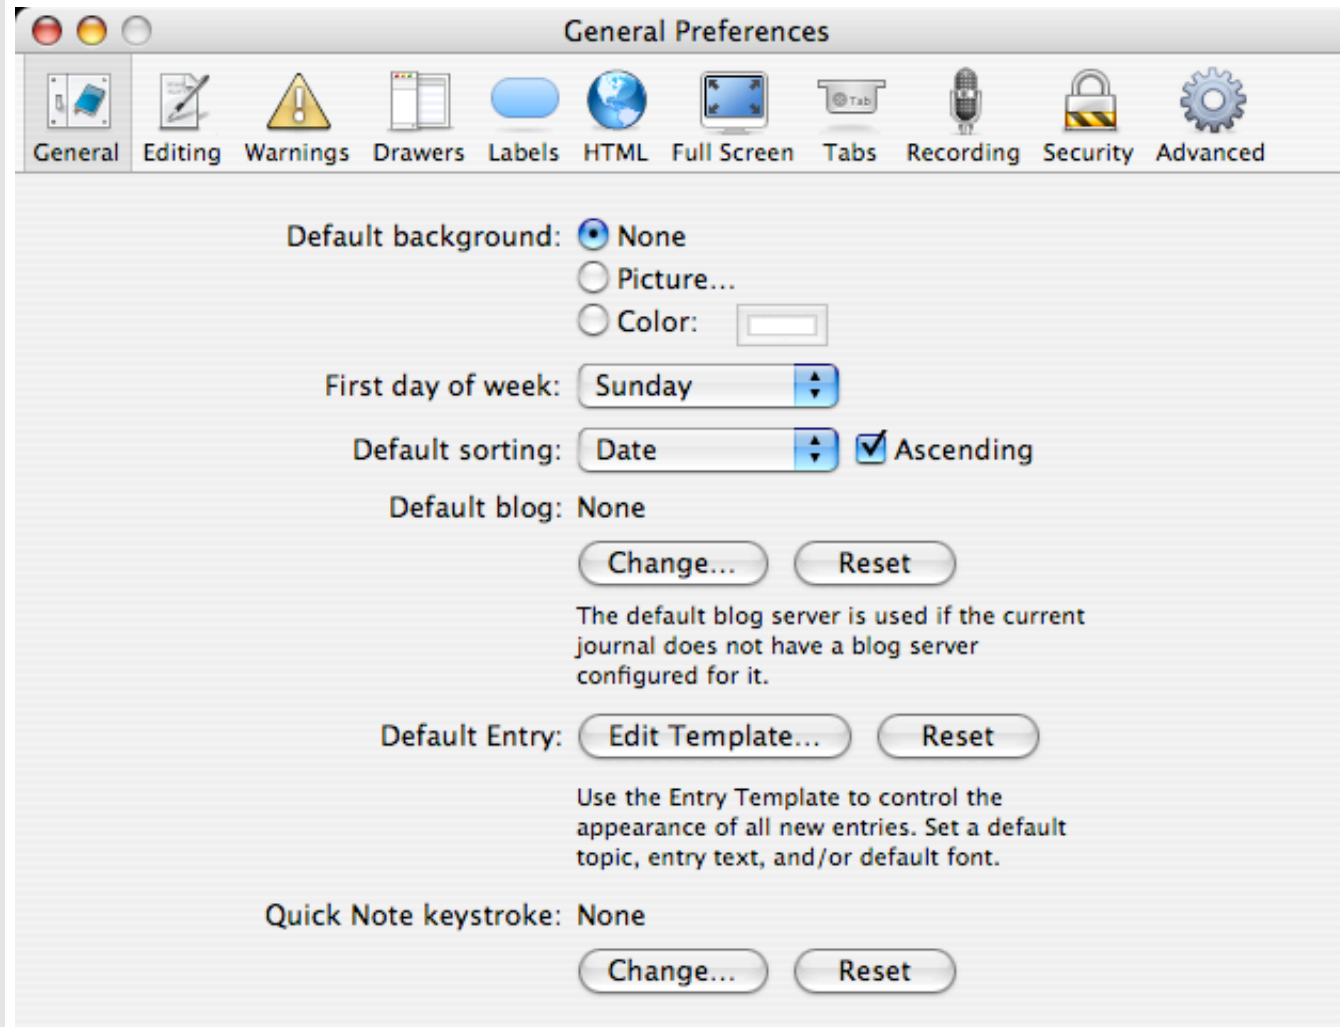 General Preferences
Tab
General Editing Warnings Drawers Labels HTML Full Screen Tabs Recording Security Advanced
Default background: None
Picture...
Color:
First day of week: Sunday
Default sorting: Date Ascending
Default blog: None
Change... Reset
The default blog server is used if the current
journal does not have a blog server
configured for it.
Default Entry: Edit Template... Reset
Use the Entry Template to control the
appearance of all new entries. Set a default
topic, entry text, and/or default font.
Quick Note keystroke: None
Change... Reset